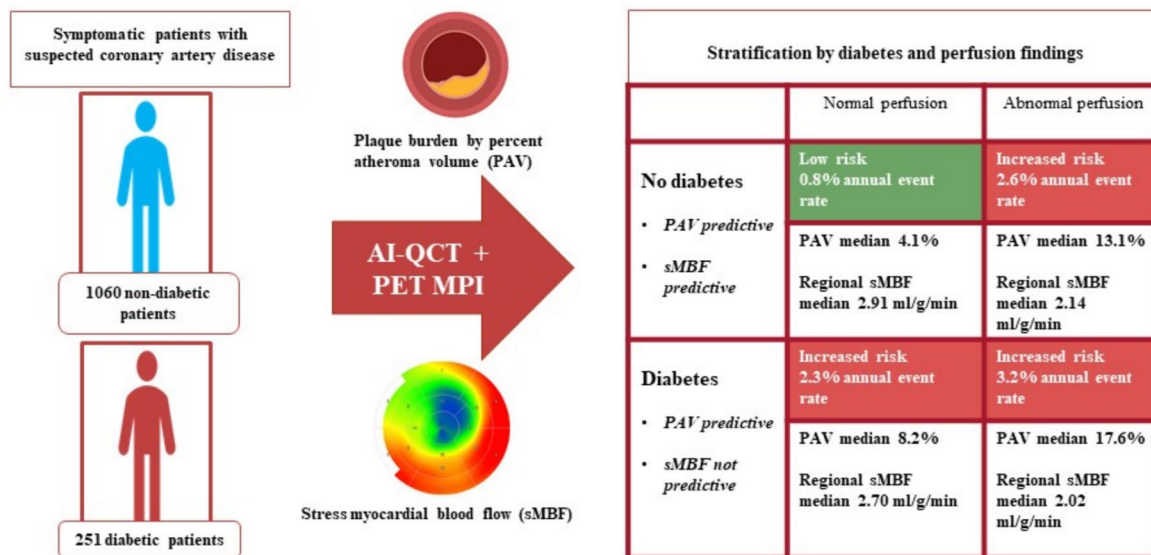 Symptomatic patients with
suspected coronary artery disease
1060 non-diabetic
patients
251 diabetic patients
Plaque burden by percent
atheroma volume (PAV)
AI-QCT +
PET MPI
Stress myocardial blood flow (sMBF)
Stratification by diabetes and perfusion findings
Normal perfusion
Abnormal perfusion
No diabetes
• PAV predictive
• sMBF
predictive
Low risk
0.8% annual event
rate
Increased risk
2.6% annual event
rate
PAV median 4.1%
Regional sMBF
median 2.91 ml/g/min
PAV median 13.1%
Regional sMBF
median 2.14
ml/g/min
Diabetes
• PAV predictive
• sMBF not
predictive
Increased risk
2.3% annual event
rate
Increased risk
3.2% annual event
rate
PAV median 8.2%
Regional sMBF
median 2.70 ml/g/min
PAV median 17.6%
Regional sMBF
median 2.02
ml/g/min